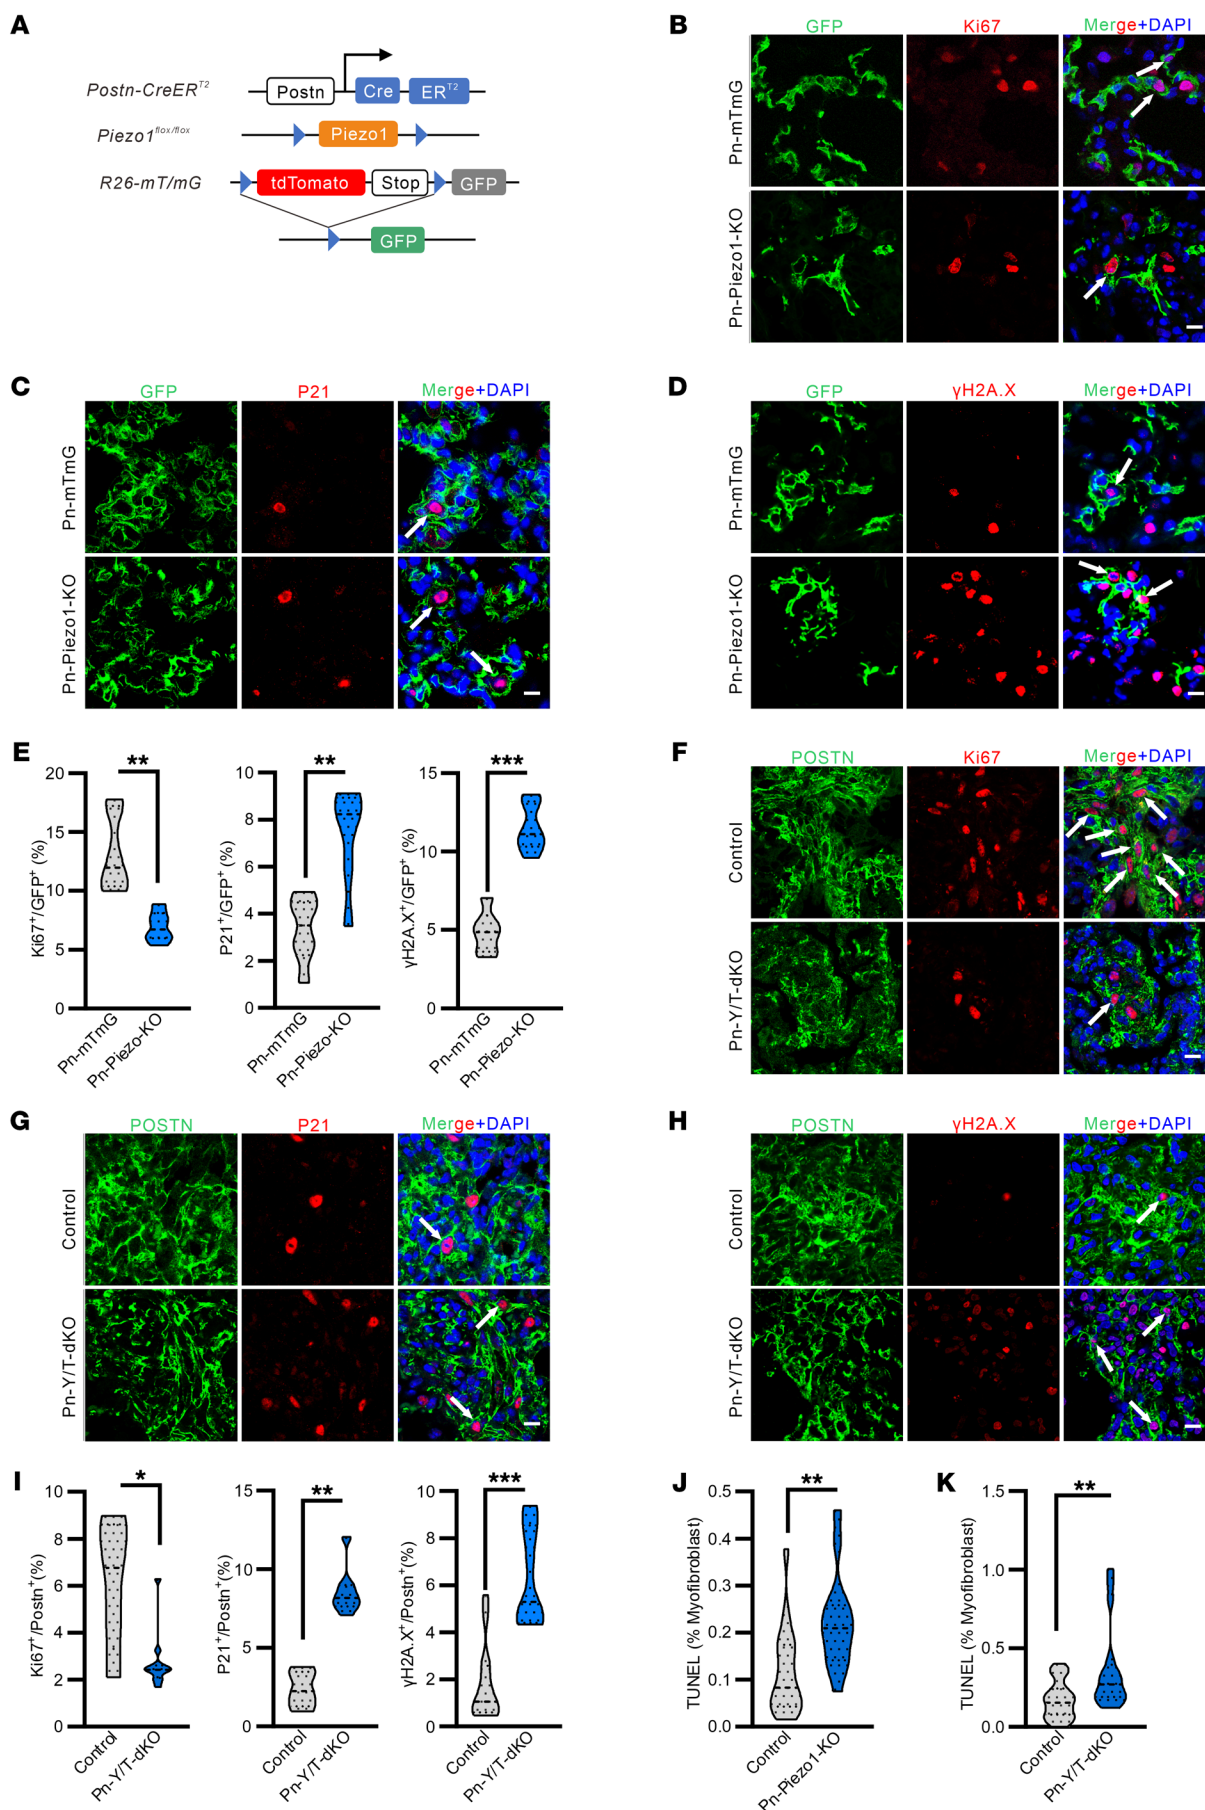 A
Postn-CreER^T2
Postn
Cre
ER^T2
Piezo1^flox/flox
Piezo1
R26-mT/mG
tdTomato
Stop
GFP
GFP
B
GFP
Ki67
Merge+DAPI
Pn-mTmG
Pn-Piezo1-KO
C
GFP
P21
Merge+DAPI
Pn-mTmG
Pn-Piezo1-KO
D
GFP
γH2A.X
Merge+DAPI
Pn-mTmG
Pn-Piezo1-KO
E
Ki67⁺/GFP⁺ (%)
20
15
10
5
0
**
Pn-mTmG
Pn-Piezo-KO
P21⁺/GFP⁺ (%)
10
8
6
4
2
0
**
Pn-mTmG
Pn-Piezo-KO
γH2A.X⁺/GFP⁺ (%)
15
10
5
0
***
Pn-mTmG
Pn-Piezo-KO
F
POSTN
Ki67
Merge+DAPI
Control
Pn-Y/T-dKO
G
POSTN
P21
Merge+DAPI
Control
Pn-Y/T-dKO
H
POSTN
γH2A.X
Merge+DAPI
Control
Pn-Y/T-dKO
I
Ki67⁺/Postn⁺(%)
10
8
6
4
2
0
*
Control
Pn-Y/T-dKO
P21⁺/Postn⁺(%)
15
10
5
0
**
Control
Pn-Y/T-dKO
γH2A.X⁺/Postn⁺(%)
10
8
6
4
2
0
***
Control
Pn-Y/T-dKO
J
TUNEL (% Myofibroblast)
0.5
0.4
0.3
0.2
0.1
0.0
**
Control
Pn-Piezo1-KO
K
TUNEL (% Myofibroblast)
1.5
1.0
0.5
0.0
**
Control
Pn-Y/T-dKO